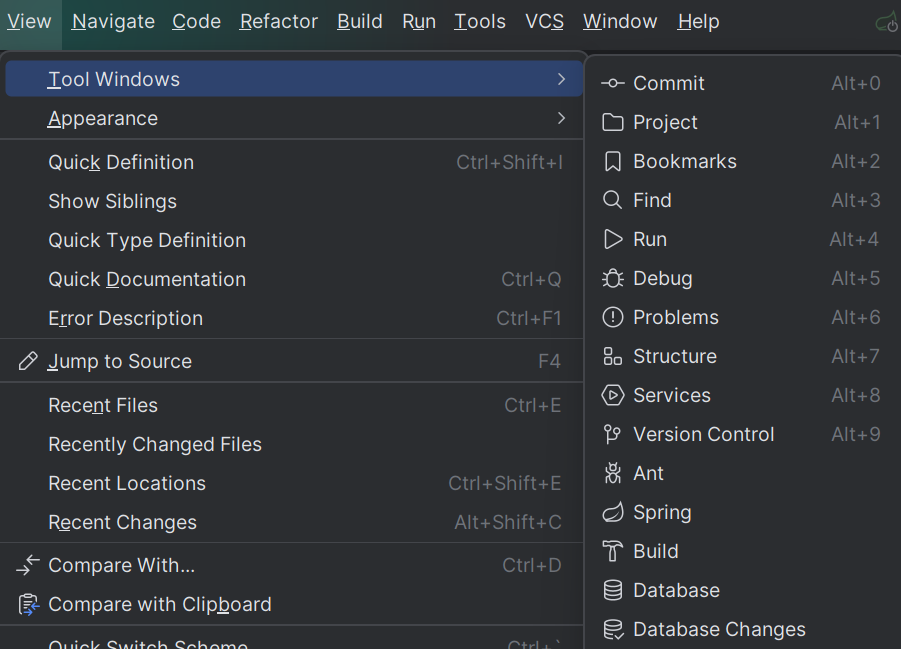 View Navigate Code Refactor Build Run Tools VCS Window Help
Tool Windows
Appearance
Quick Definition Ctrl+Shift+I
Show Siblings
Quick Type Definition
Quick Documentation Ctrl+Q
Error Description Ctrl+F1
Jump to Source F4
Recent Files Ctrl+E
Recently Changed Files
Recent Locations Ctrl+Shift+E
Recent Changes Alt+Shift+C
Compare With... Ctrl+D
Compare with Clipboard
Quick Switch Scheme Ctrl+`
Commit Alt+0
Project Alt+1
Bookmarks Alt+2
Find Alt+3
Run Alt+4
Debug Alt+5
Problems Alt+6
Structure Alt+7
Services Alt+8
Version Control Alt+9
Ant
Spring
Build
Database
Database Changes